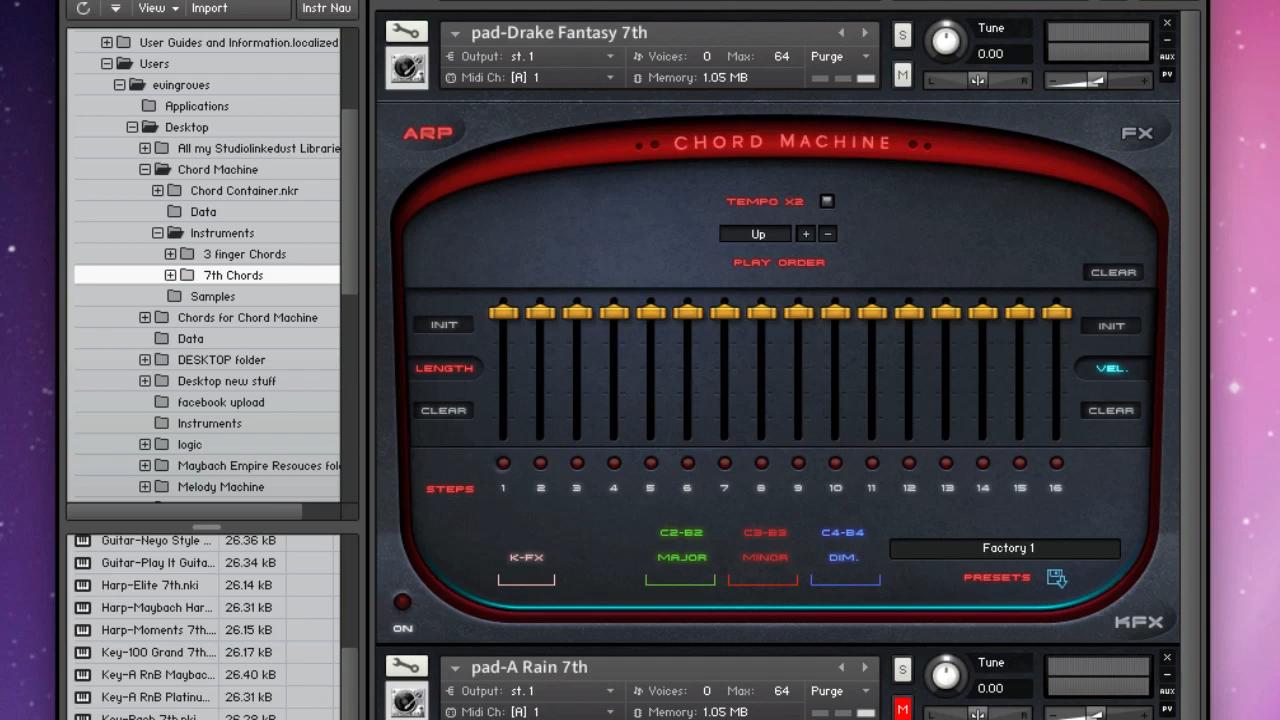 View
Import
Instr Nau
User Guides and Information.localized
Users
evingroves
Applications
Desktop
All my Studiolinkedust Librarie
Chord Machine
Chord Container.nkr
Data
Instruments
3 finger Chords
7th Chords
Samples
Chords for Chord Machine
Data
DESKTOP folder
Desktop new stuff
facebook upload
Instruments
logic
Maybach Empire Resouces fol
Melody Machine
Guitar-Neyo Style ... 26.36 kB
Guitar-Play It Guita... 26.34 kB
Harp-Elite 7th.nki 26.14 kB
Harp-Maybach Har... 26.31 kB
Harp-Moments 7th.... 26.15 kB
Key-100 Grand 7th.... 26.17 kB
Key-A RnB Maybac... 26.40 kB
Key-A RnB Platinu... 26.31 kB
pad-Drake Fantasy 7th
Output: st.1 Voices: 0 Max: 64 Purge
Midi Ch: [A] 1 Memory: 1.05 MB
S
M
Tune
0.00
L R
- +
×
-
AUX
PV
ARP
CHORD MACHINE
FX
TEMPO X2
Up + -
PLAY ORDER
CLEAR
INIT
INIT
LENGTH
VEL.
CLEAR
CLEAR
STEPS 1 2 3 4 5 6 7 8 9 10 11 12 13 14 15 16
C2-B2 C3-B3 C4-B4
K-FX MAJOR MINOR DIM.
Factory 1
PRESETS
ON
KFX
pad-A Rain 7th
Output: st.1 Voices: 0 Max: 64 Purge
Midi Ch: [A] 1 Memory: 1.05 MB
S
M
Tune
0.00
L R
- +
×
-
AUX
PV